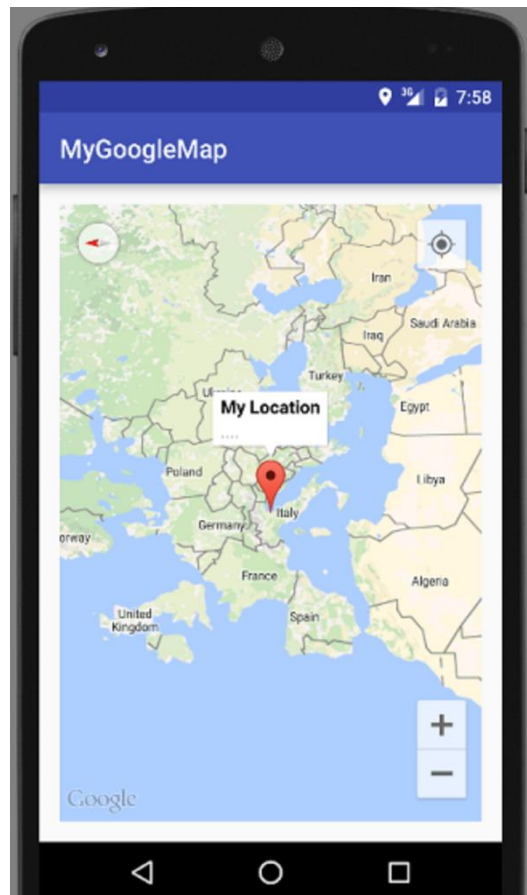 3G 7:58
MyGoogleMap
Iran
Iraq
Saudi Arabia
Turkey
My Location
....
Egypt
Poland
Libya
Italy
Germany
orway
France
Algeria
United
Kingdom
Spain
+
−
Google